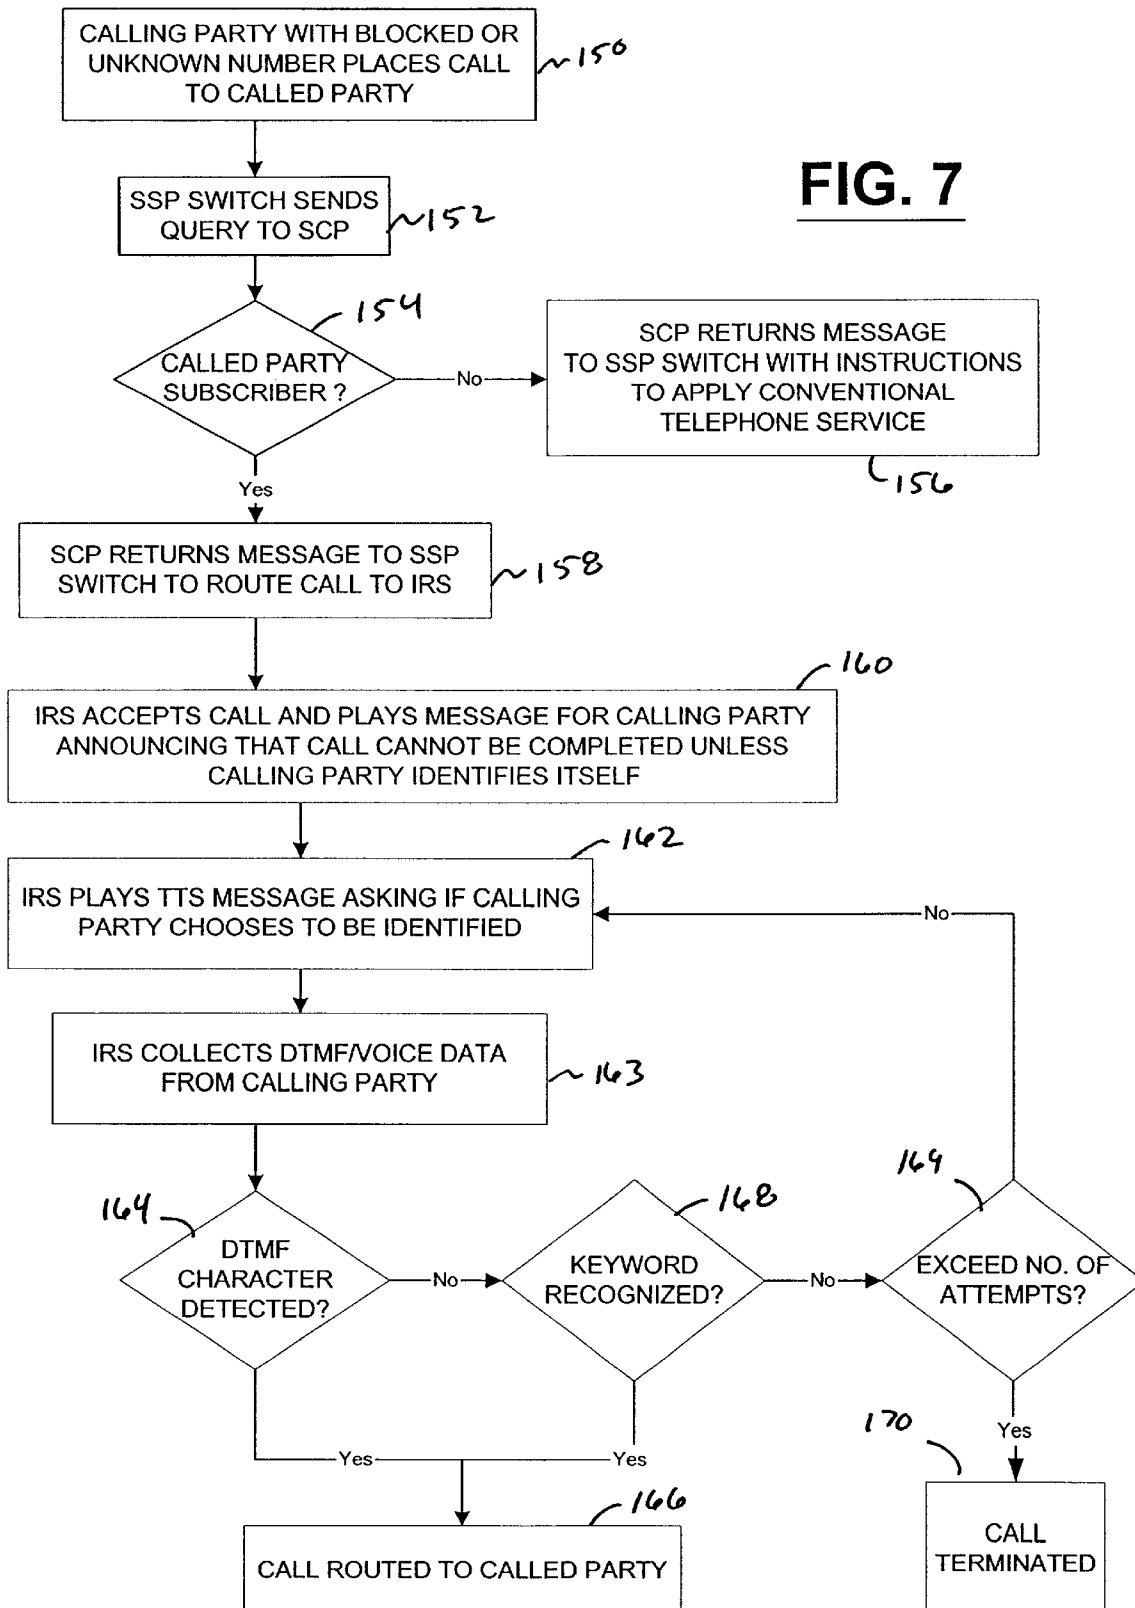 CALLING PARTY WITH BLOCKED OR
UNKNOWN NUMBER PLACES CALL
TO CALLED PARTY
150
FIG. 7
SSP SWITCH SENDS
QUERY TO SCP
152
154
CALLED PARTY
SUBSCRIBER ?
No
SCP RETURNS MESSAGE
TO SSP SWITCH WITH INSTRUCTIONS
TO APPLY CONVENTIONAL
TELEPHONE SERVICE
156
Yes
SCP RETURNS MESSAGE TO SSP
SWITCH TO ROUTE CALL TO IRS
158
160
IRS ACCEPTS CALL AND PLAYS MESSAGE FOR CALLING PARTY
ANNOUNCING THAT CALL CANNOT BE COMPLETED UNLESS
CALLING PARTY IDENTIFIES ITSELF
162
IRS PLAYS TTS MESSAGE ASKING IF CALLING
PARTY CHOOSES TO BE IDENTIFIED
No
IRS COLLECTS DTMF/VOICE DATA
FROM CALLING PARTY
163
164
DTMF
CHARACTER
DETECTED?
No
168
KEYWORD
RECOGNIZED?
No
169
EXCEED NO. OF
ATTEMPTS?
Yes
Yes
Yes
170
166
CALL ROUTED TO CALLED PARTY
CALL
TERMINATED